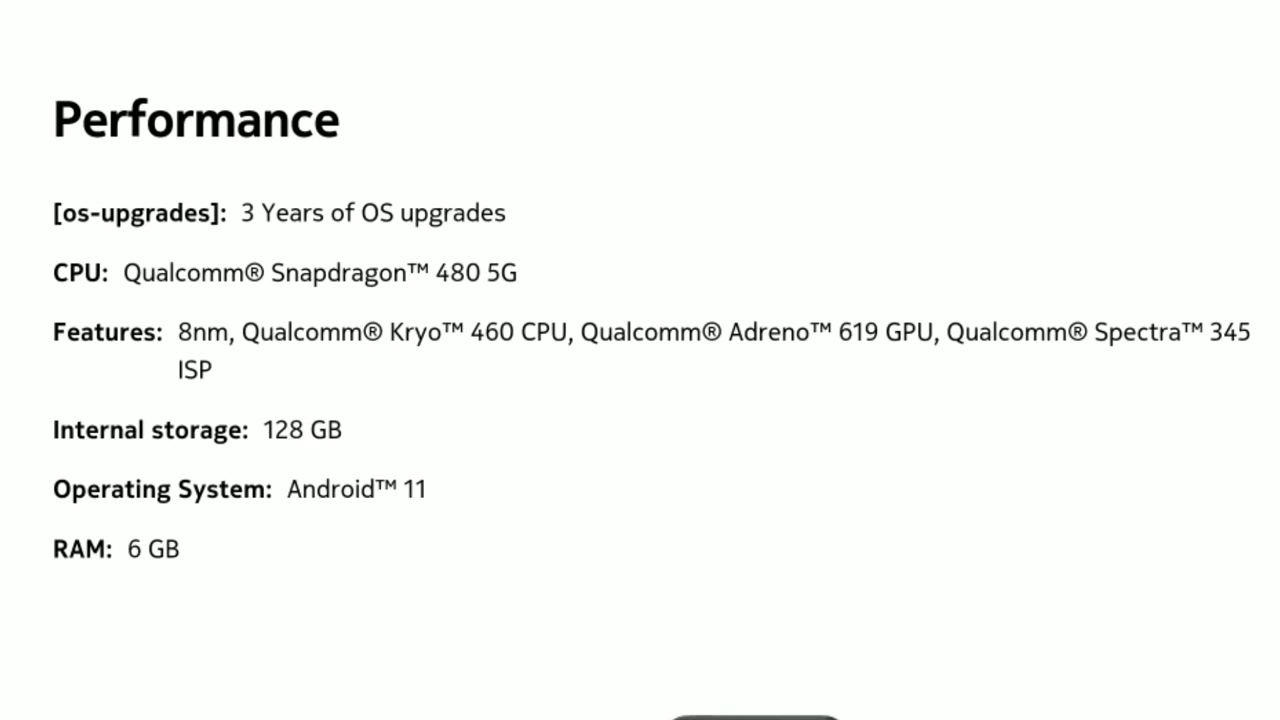 Performance
[os-upgrades]: 3 Years of OS upgrades
CPU: Qualcomm® Snapdragon™ 480 5G
Features: 8nm, Qualcomm® Kryo™ 460 CPU, Qualcomm® Adreno™ 619 GPU, Qualcomm® Spectra™ 345
ISP
Internal storage: 128 GB
Operating System: Android™ 11
RAM: 6 GB